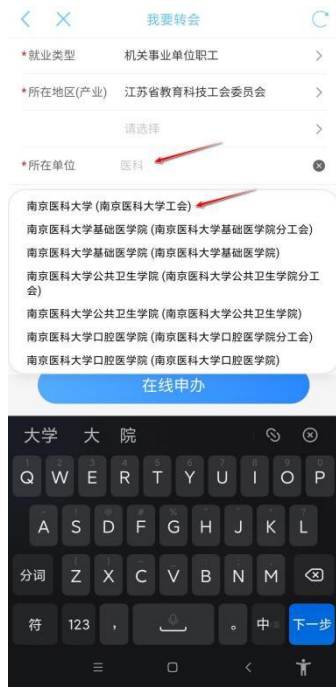 我要转会
*就业类型 机关事业单位职工
*所在地区(产业) 江苏省教育科技工会委员会
请选择
*所在单位 医科
南京医科大学 (南京医科大学工会)
南京医科大学基础医学院 (南京医科大学基础医学院分工会)
南京医科大学基础医学院 (南京医科大学基础医学院)
南京医科大学公共卫生学院 (南京医科大学公共卫生学院分工
会)
南京医科大学公共卫生学院 (南京医科大学公共卫生学院)
南京医科大学口腔医学院 (南京医科大学口腔医学院分工会)
南京医科大学口腔医学院 (南京医科大学口腔医学院)
在线申办
大学 大 院
Q W E R T Y U I O P
A S D F G H J K L
分词 Z X C V B N M
符 123 , 。 中 下一步